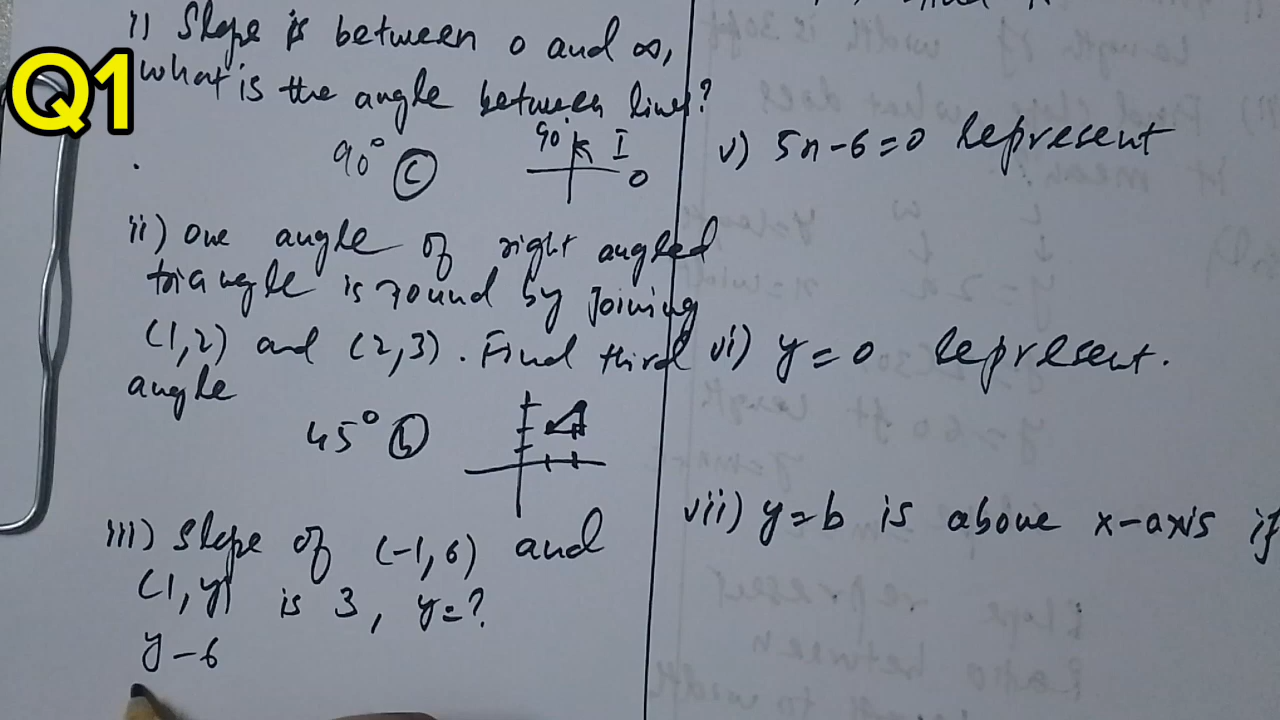 Q1
i) Slope is between 0 and ∞,
what is the angle between lines?
90° (c)
90° I
0
ii) One angle of right angled
triangle is found by joining
(1,2) and (2,3). Find third
angle
45° (b)
iii) Slope of (-1,6) and
(1,y) is 3, y=?
y-6
v) 5x-6=0 represent
vi) y=0 represent.
vii) y=b is above x-axis if